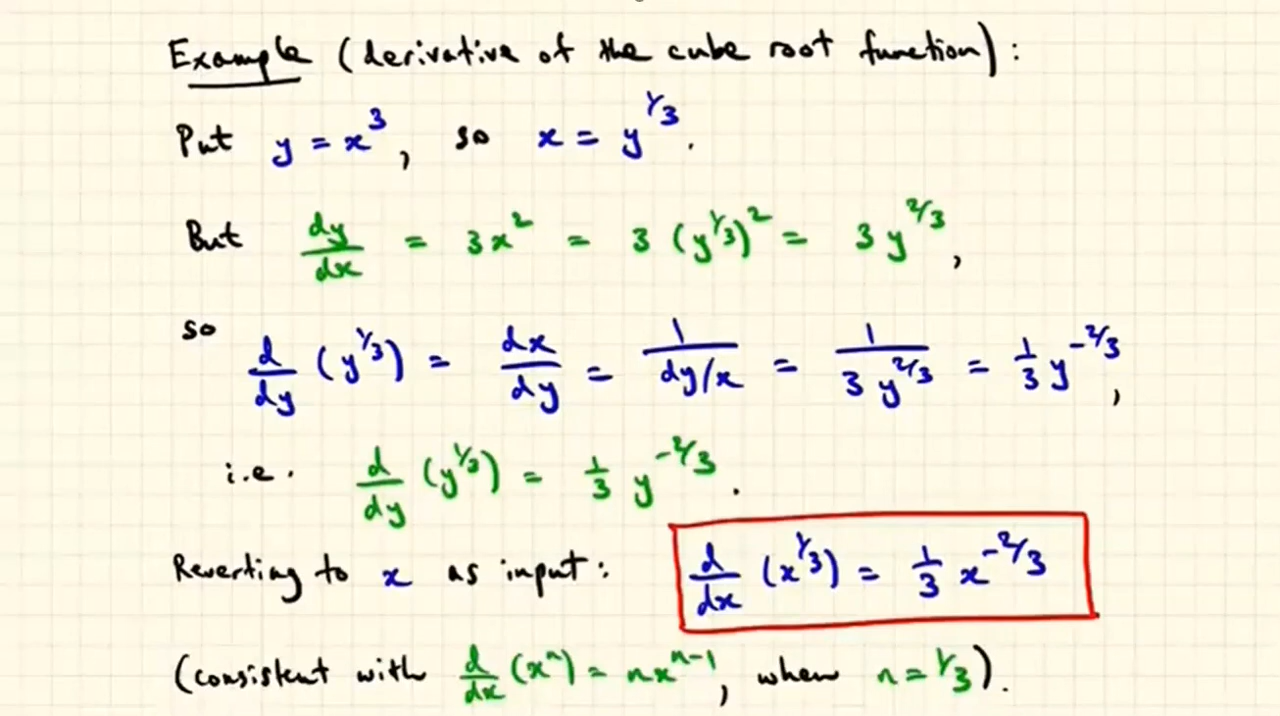 Example (derivative of the cube root function):
Put y = x^3, so x = y^{1/3}.
But dy/dx = 3x^2 = 3 (y^{1/3})^2 = 3 y^{2/3},
so d/dy (y^{1/3}) = dx/dy = 1/(dy/x) = 1/(3 y^{2/3}) = 1/3 y^{-2/3},
i.e. d/dy (y^{1/3}) = 1/3 y^{-2/3}.
Reverting to x as input: d/dx (x^{1/3}) = 1/3 x^{-2/3}
(consistent with d/dx (x^n) = nx^{n-1}, when n = 1/3).